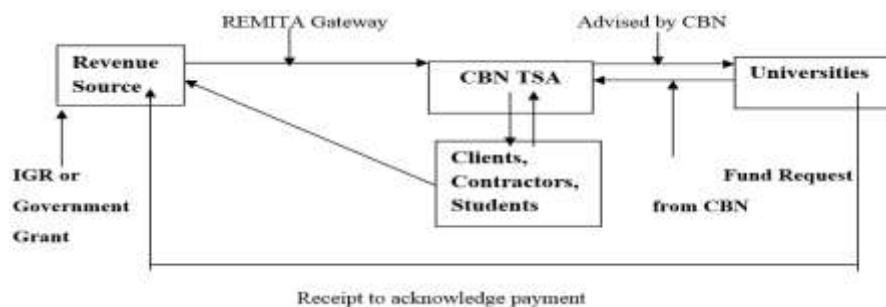 REMITA Gateway
Advised by CBN
Revenue
Source
CBN TSA
Universities
Clients,
Contractors,
Students
IGR or
Government
Grant
Fund Request
from CBN
Receipt to acknowledge payment